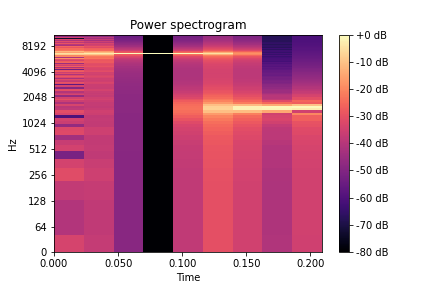 Power spectrogram
Hz
8192
4096
2048
1024
512
256
128
64
0
0.000 0.050 0.100 0.150 0.200
Time
+0 dB
-10 dB
-20 dB
-30 dB
-40 dB
-50 dB
-60 dB
-70 dB
-80 dB